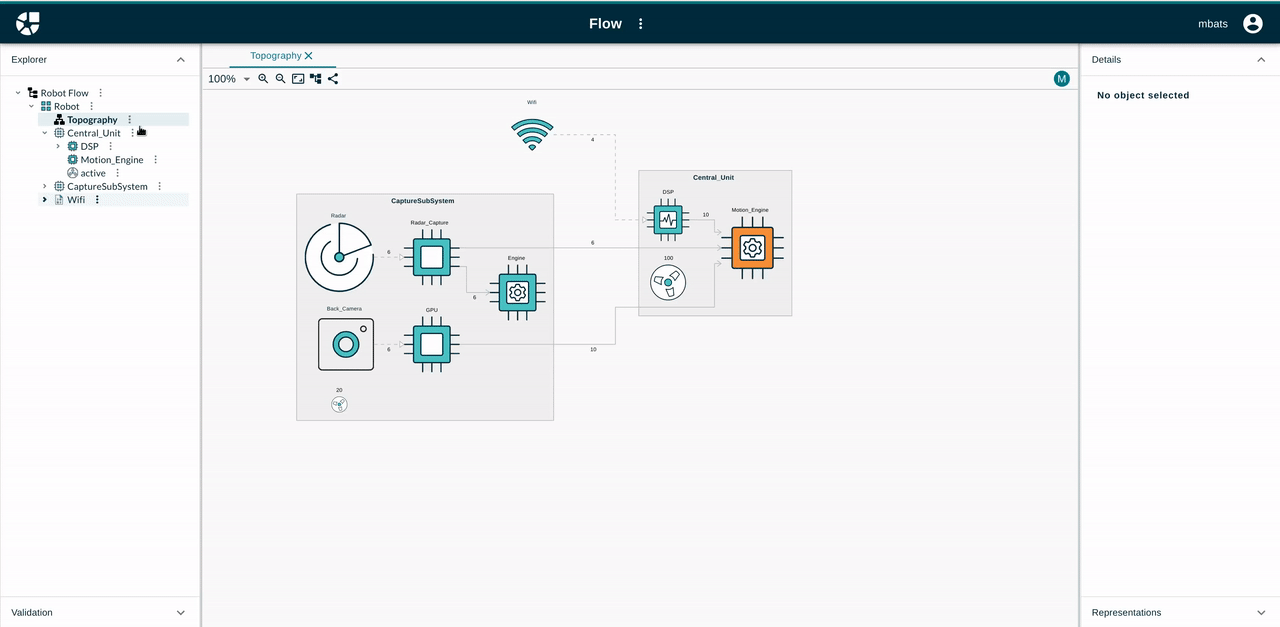 Flow
mbats
Explorer
Topography
Details
100%
M
Robot Flow
Robot
Topography
Central_Unit
DSP
Motion_Engine
active
CaptureSubSystem
Wifi
No object selected
Wifi
4
Central_Unit
DSP
10
Motion_Engine
100
CaptureSubSystem
Radar
Radar_Capture
6
6
Engine
6
Back_Camera
GPU
6
10
20
Validation
Representations